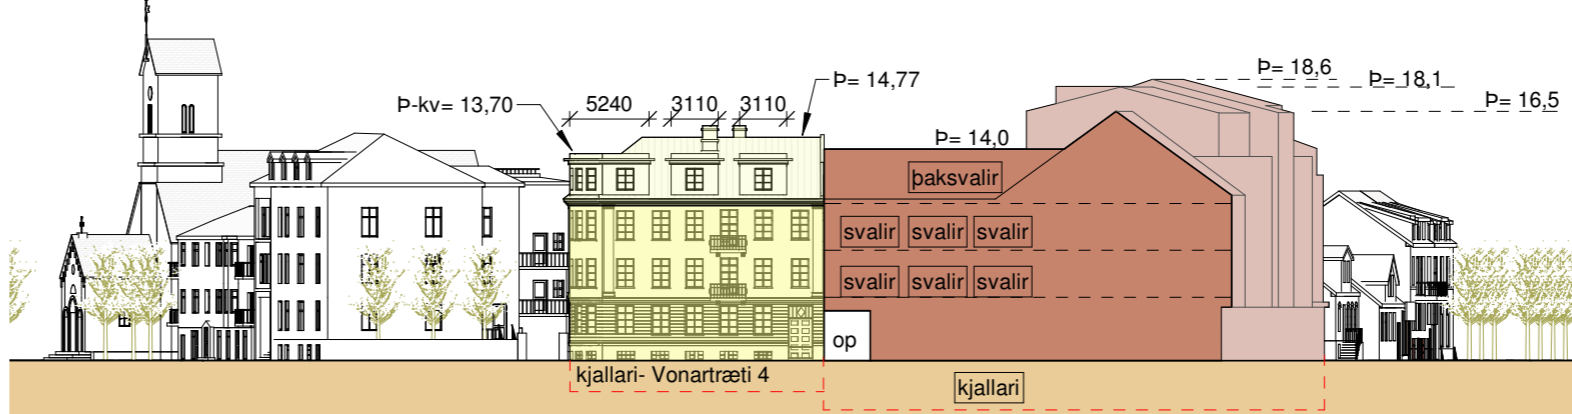 Þ= 18,6
Þ= 18,1
Þ= 14,77
Þ= 16,5
Þ-kv= 13,70
5240
3110
3110
Þ= 14,0
þaksvalir
svalir svalir svalir
svalir svalir svalir
op
kjallari- Vonartræti 4
kjallari